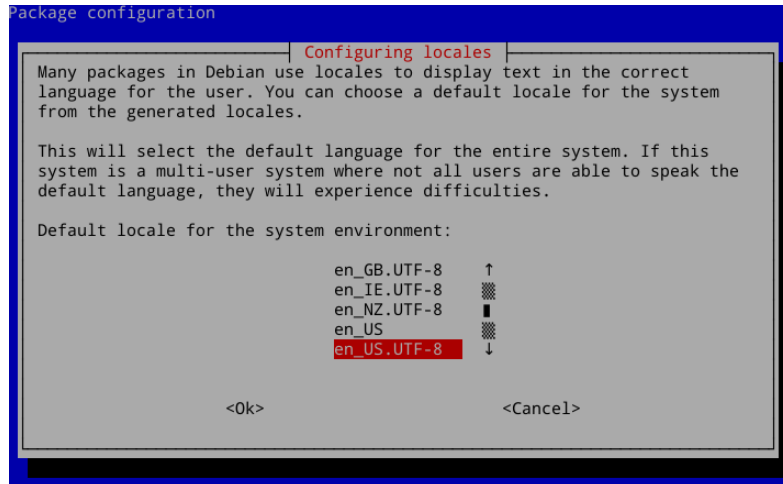 Package configuration
Configuring locales
Many packages in Debian use locales to display text in the correct
language for the user. You can choose a default locale for the system
from the generated locales.
This will select the default language for the entire system. If this
system is a multi-user system where not all users are able to speak the
default language, they will experience difficulties.
Default locale for the system environment:
en_GB.UTF-8 ↑
en_IE.UTF-8
en_NZ.UTF-8
en_US
en_US.UTF-8 ↓
<Ok> <Cancel>